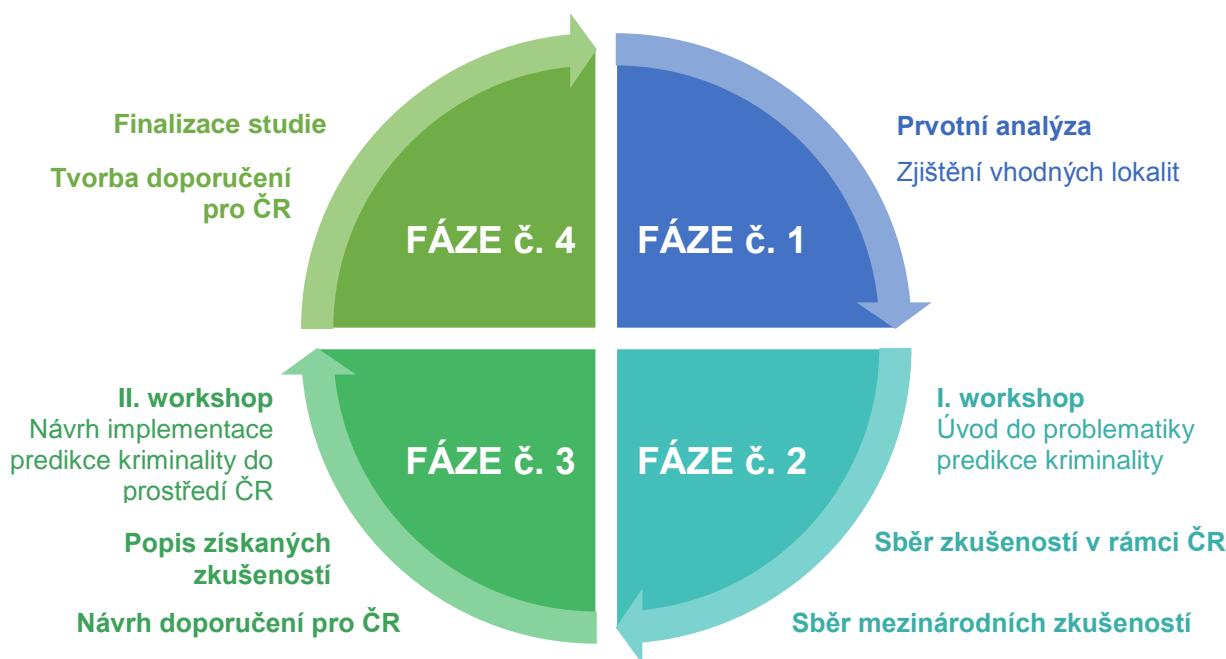 FÁZE č. 1
Prvotní analýza
Zjištění vhodných lokalit
FÁZE č. 2
I. workshop
Úvod do problematiky
predikce kriminality
Sběr zkušeností v rámci ČR
Sběr mezinárodních zkušeností
FÁZE č. 3
II. workshop
Návrh implementace
predikce kriminality do
prostředí ČR
Popis získaných
zkušeností
Návrh doporučení pro ČR
FÁZE č. 4
Finalizace studie
Tvorba doporučení
pro ČR